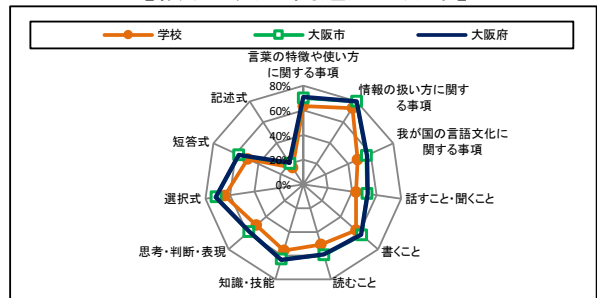 学校 大阪市 大阪府
言葉の特徴や使い方
に関する事項
情報の扱い方に関す
る事項
我が国の言語文化に
関する事項
話すこと・聞くこと
書くこと
読むこと
知識・技能
思考・判断・表現
選択式
短答式
記述式
80%
60%
40%
20%
0%